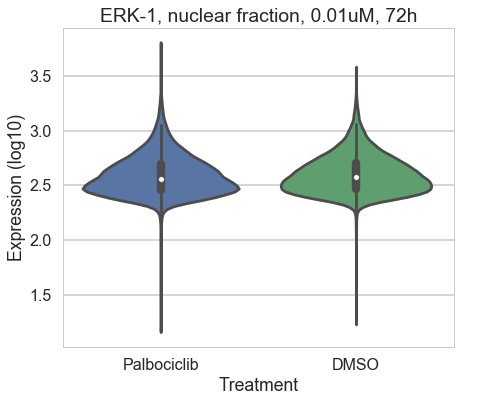 ERK-1, nuclear fraction, 0.01uM, 72h
Expression (log10)
3.5
3.0
2.5
2.0
1.5
Palbociclib DMSO
Treatment